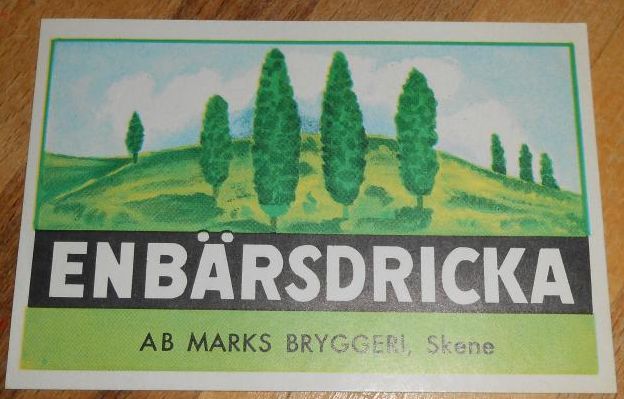 ENBÄRSDRICKA
AB MARKS BRYGGERI, Skene